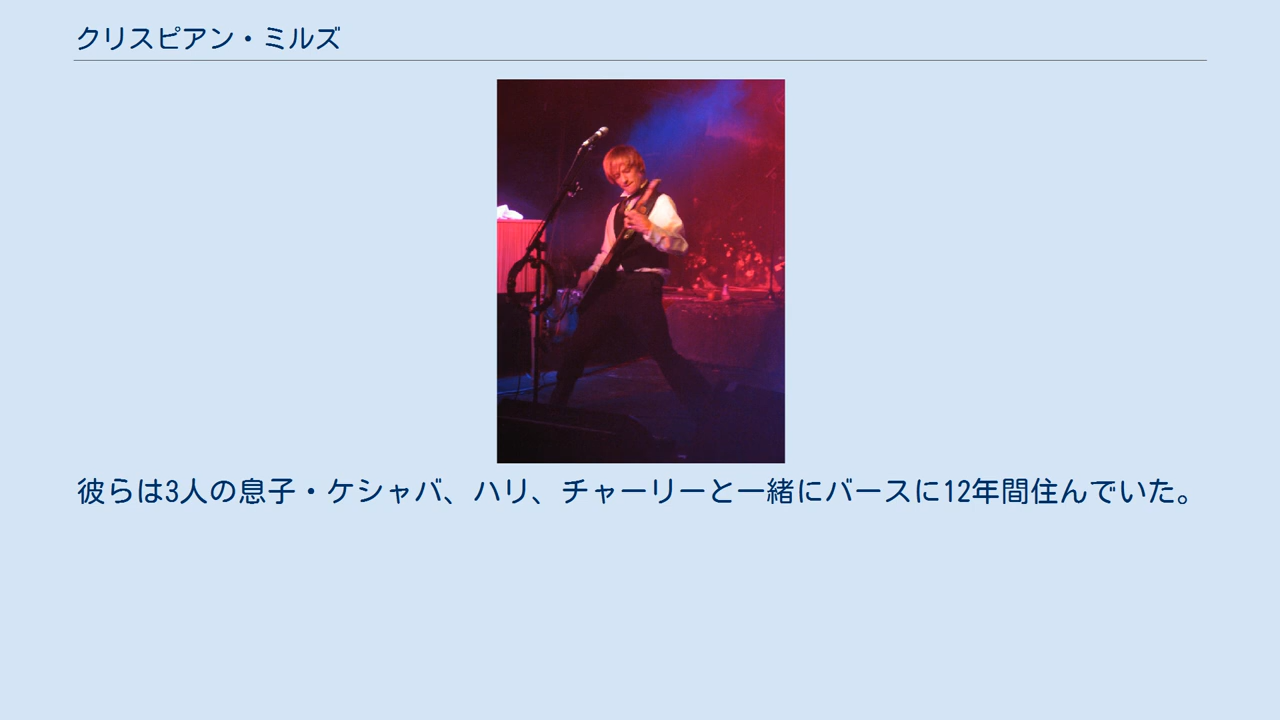 クリスピアン・ミルズ
彼らは3人の息子・ケシャバ、ハリ、チャーリーと一緒にバースに12年間住んでいた。